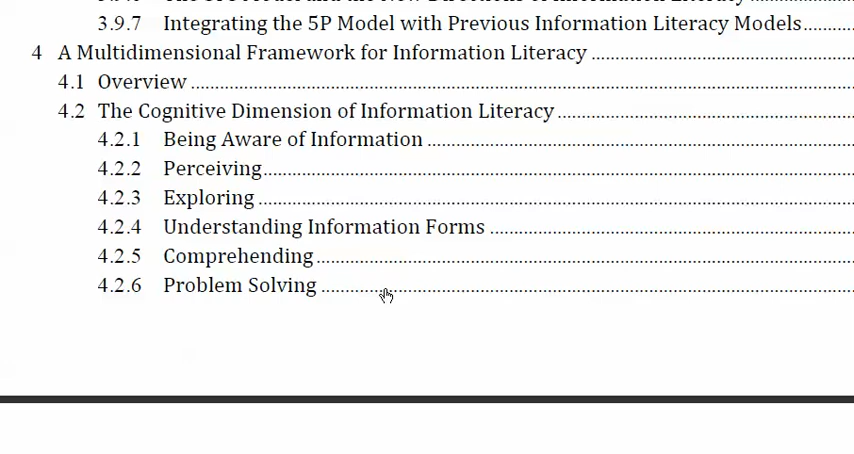 3.9.7 Integrating the 5P Model with Previous Information Literacy Models
4 A Multidimensional Framework for Information Literacy
4.1 Overview
4.2 The Cognitive Dimension of Information Literacy
4.2.1 Being Aware of Information
4.2.2 Perceiving
4.2.3 Exploring
4.2.4 Understanding Information Forms
4.2.5 Comprehending
4.2.6 Problem Solving